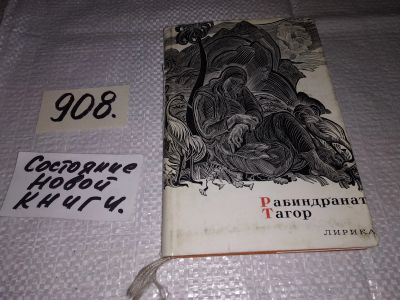 908.
Состояние
новой
книги.
Рабиндранат
Тагор
ЛИРИКА